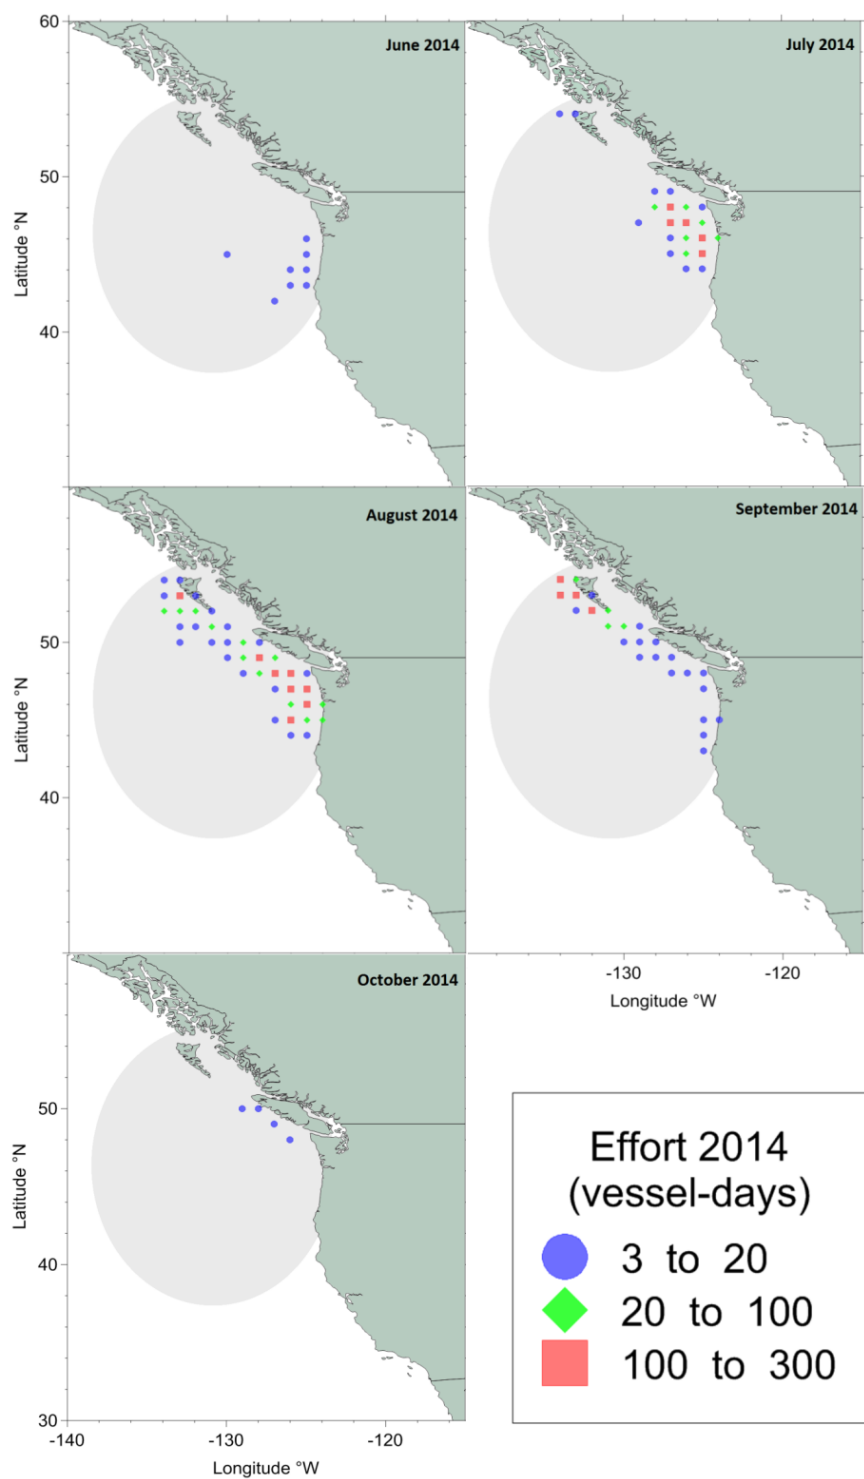 June 2014
July 2014
60
50
40
Latitude °N
August 2014
September 2014
50
40
Latitude °N
-130
-120
Longitude °W
October 2014
50
40
30
Latitude °N
-140
-130
-120
Longitude °W
Effort 2014
(vessel-days)
3 to 20
20 to 100
100 to 300